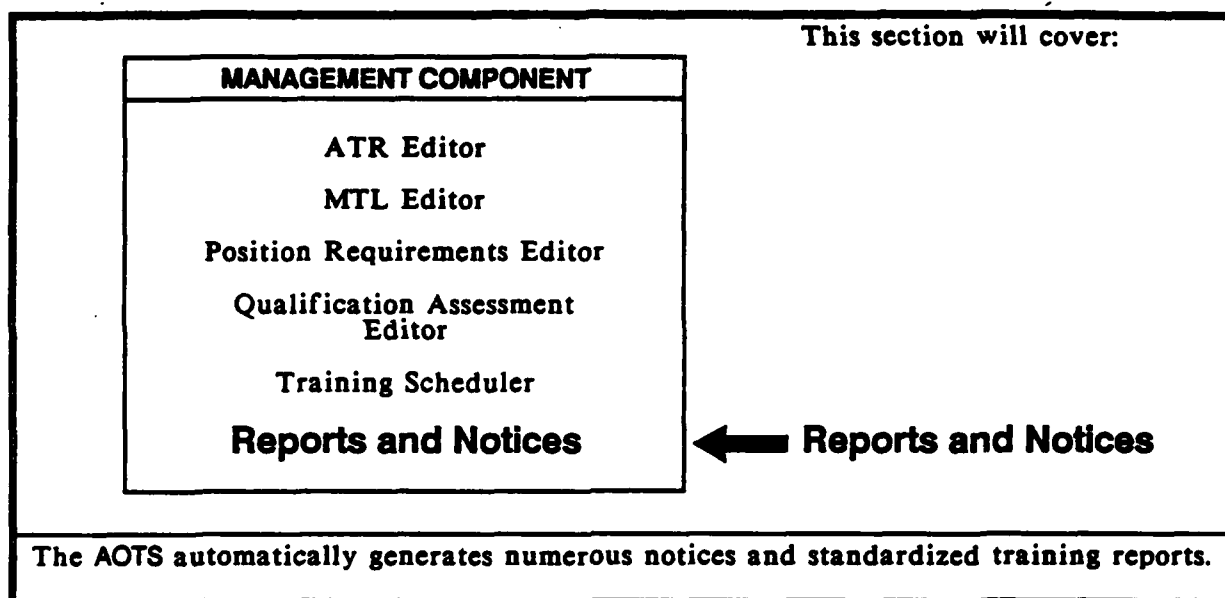 This section will cover:
MANAGEMENT COMPONENT
ATR Editor
MTL Editor
Position Requirements Editor
Qualification Assessment
Editor
Training Scheduler
Reports and Notices
Reports and Notices
The AOTS automatically generates numerous notices and standardized training reports.